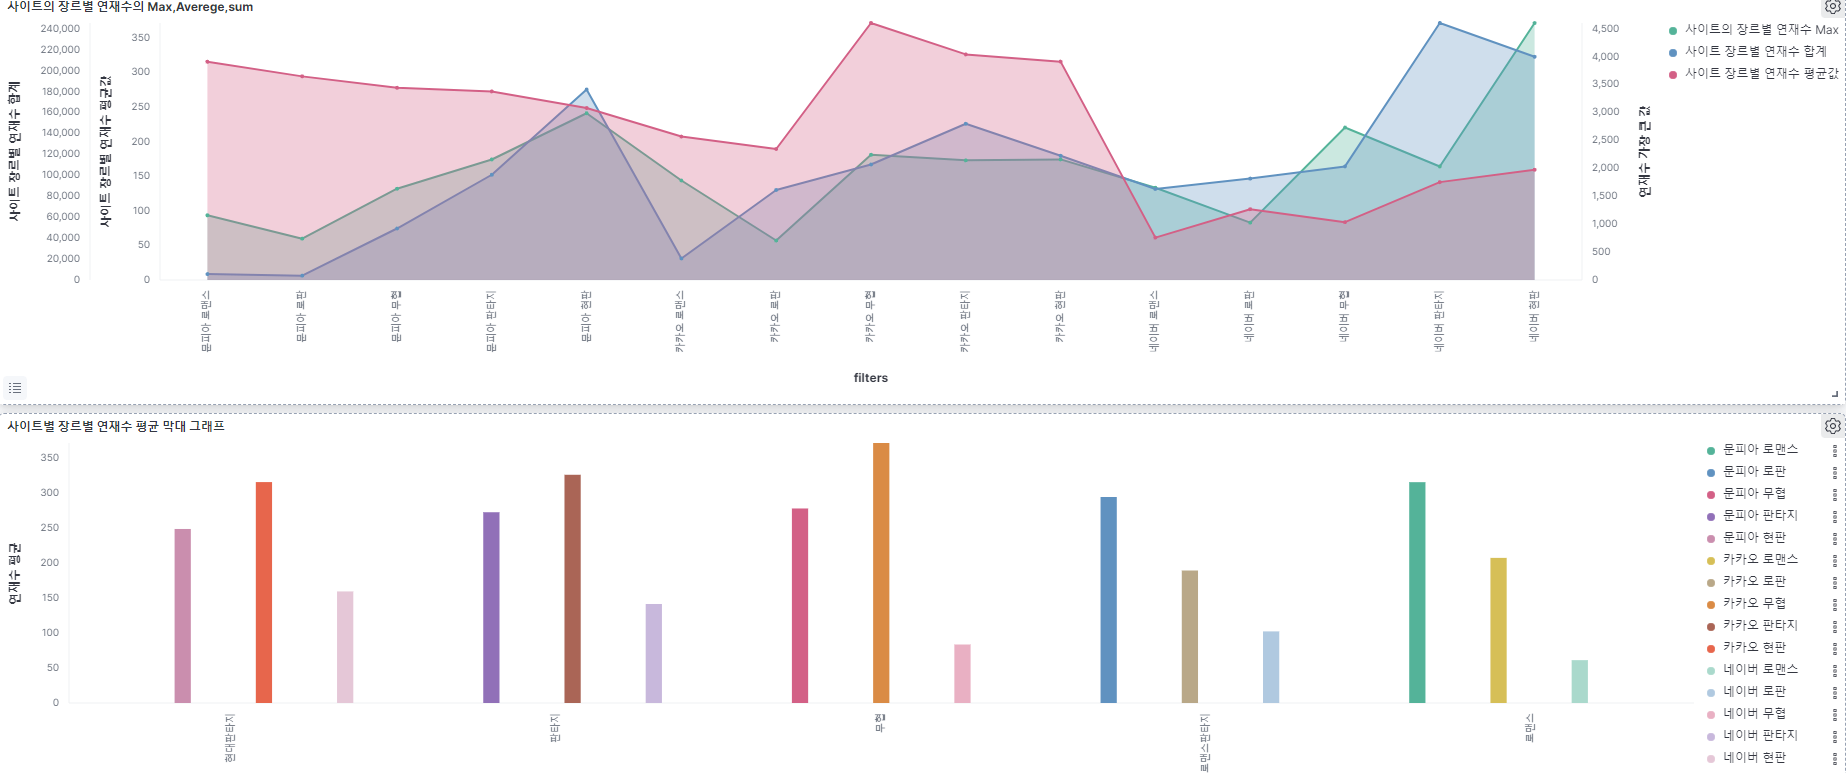 사이트의 장르별 연재수의 Max,Averege,sum
사이트 장르별 연재수 합계
240,000
220,000
200,000
180,000
160,000
140,000
120,000
100,000
80,000
60,000
40,000
20,000
0
사이트 장르별 연재수 평균값
350
300
250
200
150
100
50
0
문피아 로맨스
문피아 로판
문피아 무협
문피아 판타지
문피아 현판
카카오 로맨스
카카오 로판
카카오 무협
카카오 판타지
카카오 현판
네이버 로맨스
네이버 로판
네이버 무협
네이버 판타지
네이버 현판
filters
4,500
4,000
3,500
3,000
2,500
2,000
1,500
1,000
500
0
연재수 가장 큰 값
사이트의 장르별 연재수 Max
사이트 장르별 연재수 합계
사이트 장르별 연재수 평균값
사이트별 장르별 연재수 평균 막대 그래프
연재수 평균
350
300
250
200
150
100
50
0
현대판타지
판타지
무협
로맨스판타지
로맨스
문피아 로맨스
문피아 로판
문피아 무협
문피아 판타지
문피아 현판
카카오 로맨스
카카오 로판
카카오 무협
카카오 판타지
카카오 현판
네이버 로맨스
네이버 로판
네이버 무협
네이버 판타지
네이버 현판